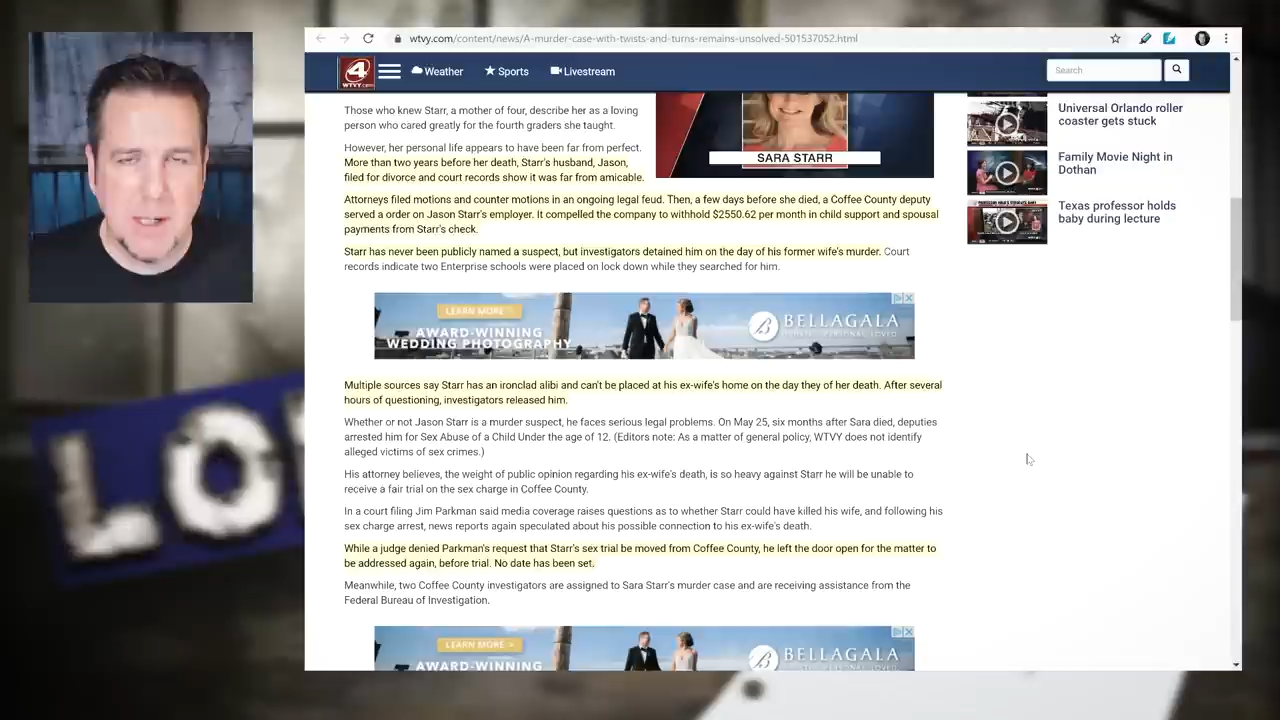 wtvy.com/content/news/A-murder-case-with-twists-and-turns-remains-unsolved-501537052.html
4
WTVY.com
Weather
Sports
Livestream
Search
Those who knew Starr, a mother of four, describe her as a loving
person who cared greatly for the fourth graders she taught.
However, her personal life appears to have been far from perfect.
More than two years before her death, Starr's husband, Jason,
filed for divorce and court records show it was far from amicable.
SARA STARR
Attorneys filed motions and counter motions in an ongoing legal feud. Then, a few days before she died, a Coffee County deputy
served a order on Jason Starr's employer. It compelled the company to withhold $2550.62 per month in child support and spousal
payments from Starr's check.
Starr has never been publicly named a suspect, but investigators detained him on the day of his former wife's murder. Court
records indicate two Enterprise schools were placed on lock down while they searched for him.
LEARN MORE >
AWARD-WINNING
WEDDING PHOTOGRAPHY
B BELLAGALA
Multiple sources say Starr has an ironclad alibi and can't be placed at his ex-wife's home on the day they of her death. After several
hours of questioning, investigators released him.
Whether or not Jason Starr is a murder suspect, he faces serious legal problems. On May 25, six months after Sara died, deputies
arrested him for Sex Abuse of a Child Under the age of 12. (Editors note: As a matter of general policy, WTVY does not identify
alleged victims of sex crimes.)
His attorney believes, the weight of public opinion regarding his ex-wife's death, is so heavy against Starr he will be unable to
receive a fair trial on the sex charge in Coffee County.
In a court filing Jim Parkman said media coverage raises questions as to whether Starr could have killed his wife, and following his
sex charge arrest, news reports again speculated about his possible connection to his ex-wife's death.
While a judge denied Parkman's request that Starr's sex trial be moved from Coffee County, he left the door open for the matter to
be addressed again, before trial. No date has been set.
Meanwhile, two Coffee County investigators are assigned to Sara Starr's murder case and are receiving assistance from the
Federal Bureau of Investigation.
LEARN MORE >
AWARD-WINNING
B BELLAGALA
Universal Orlando roller
coaster gets stuck
Family Movie Night in
Dothan
Texas professor holds
baby during lecture
LO